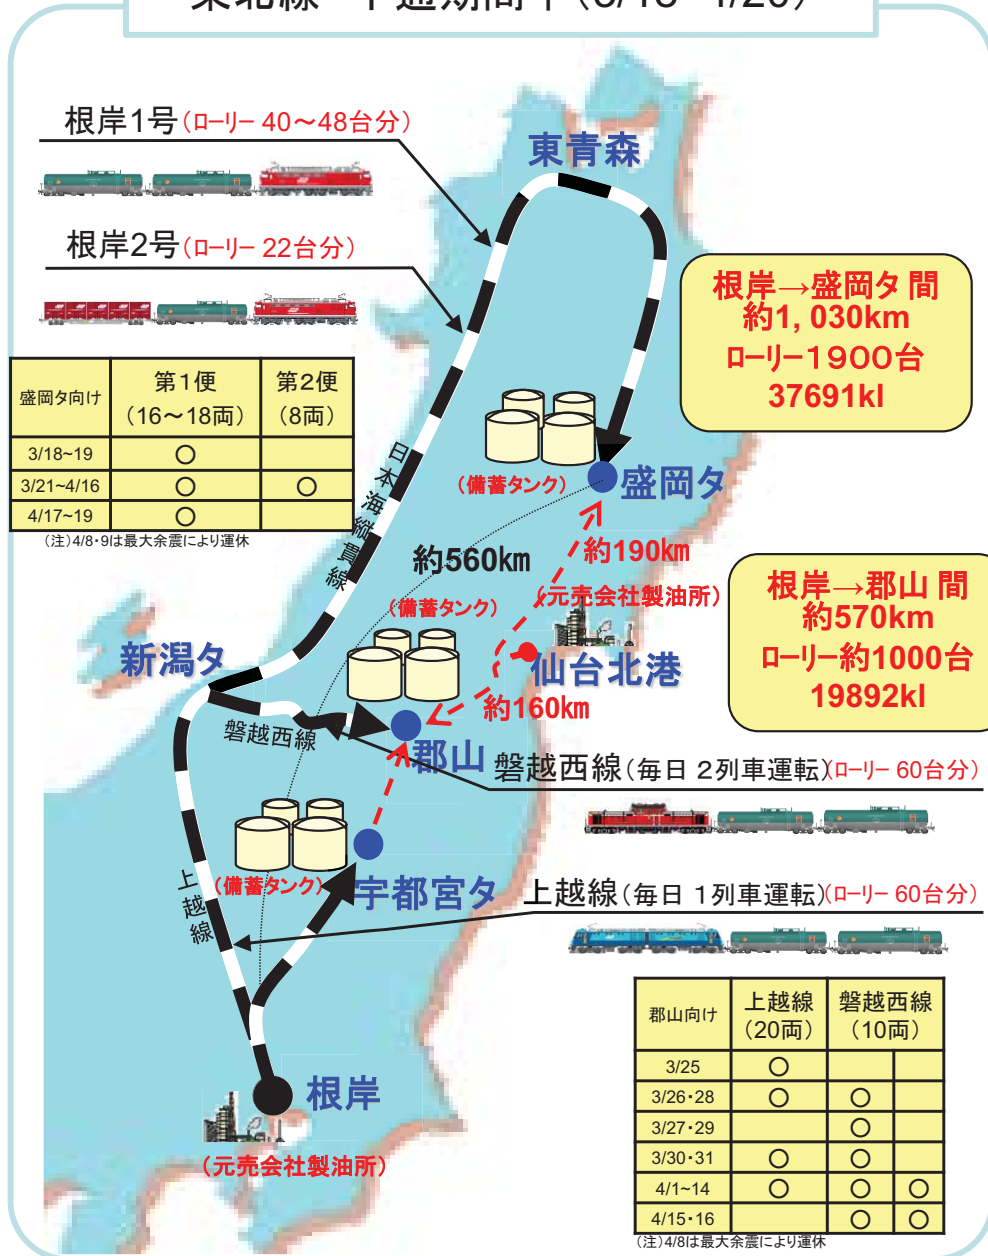 東北線 不通期間中(3/18~4/20)
根岸1号(ローリー 40～48台分)
東青森
根岸2号(ローリー 22台分)
根岸→盛岡タ 間
約1, 030km
ローリー1900台
37691kl
盛岡タ向け
第1便
(16～18両)
第2便
(8両)
3/18~19 ○
3/21~4/16 ○ ○
4/17~19 ○
(注)4/8・9は最大余震により運休
日本海縦貫線
(備蓄タンク)
盛岡タ
約560km
約190km
(備蓄タンク)
(元売会社製油所)
根岸→郡山 間
約570km
ローリー約1000台
19892kl
新潟タ
仙台北港
約160km
磐越西線
郡山
磐越西線(毎日 2列車運転)(ローリー 60台分)
(備蓄タンク)
宇都宮タ
上越線
上越線(毎日 1列車運転)(ローリー 60台分)
郡山向け
上越線
(20両)
磐越西線
(10両)
3/25 ○
3/26・28 ○ ○
3/27・29 ○
3/30・31 ○ ○
4/1~14 ○ ○ ○
4/15・16 ○ ○
(注)4/8は最大余震により運休
根岸
(元売会社製油所)